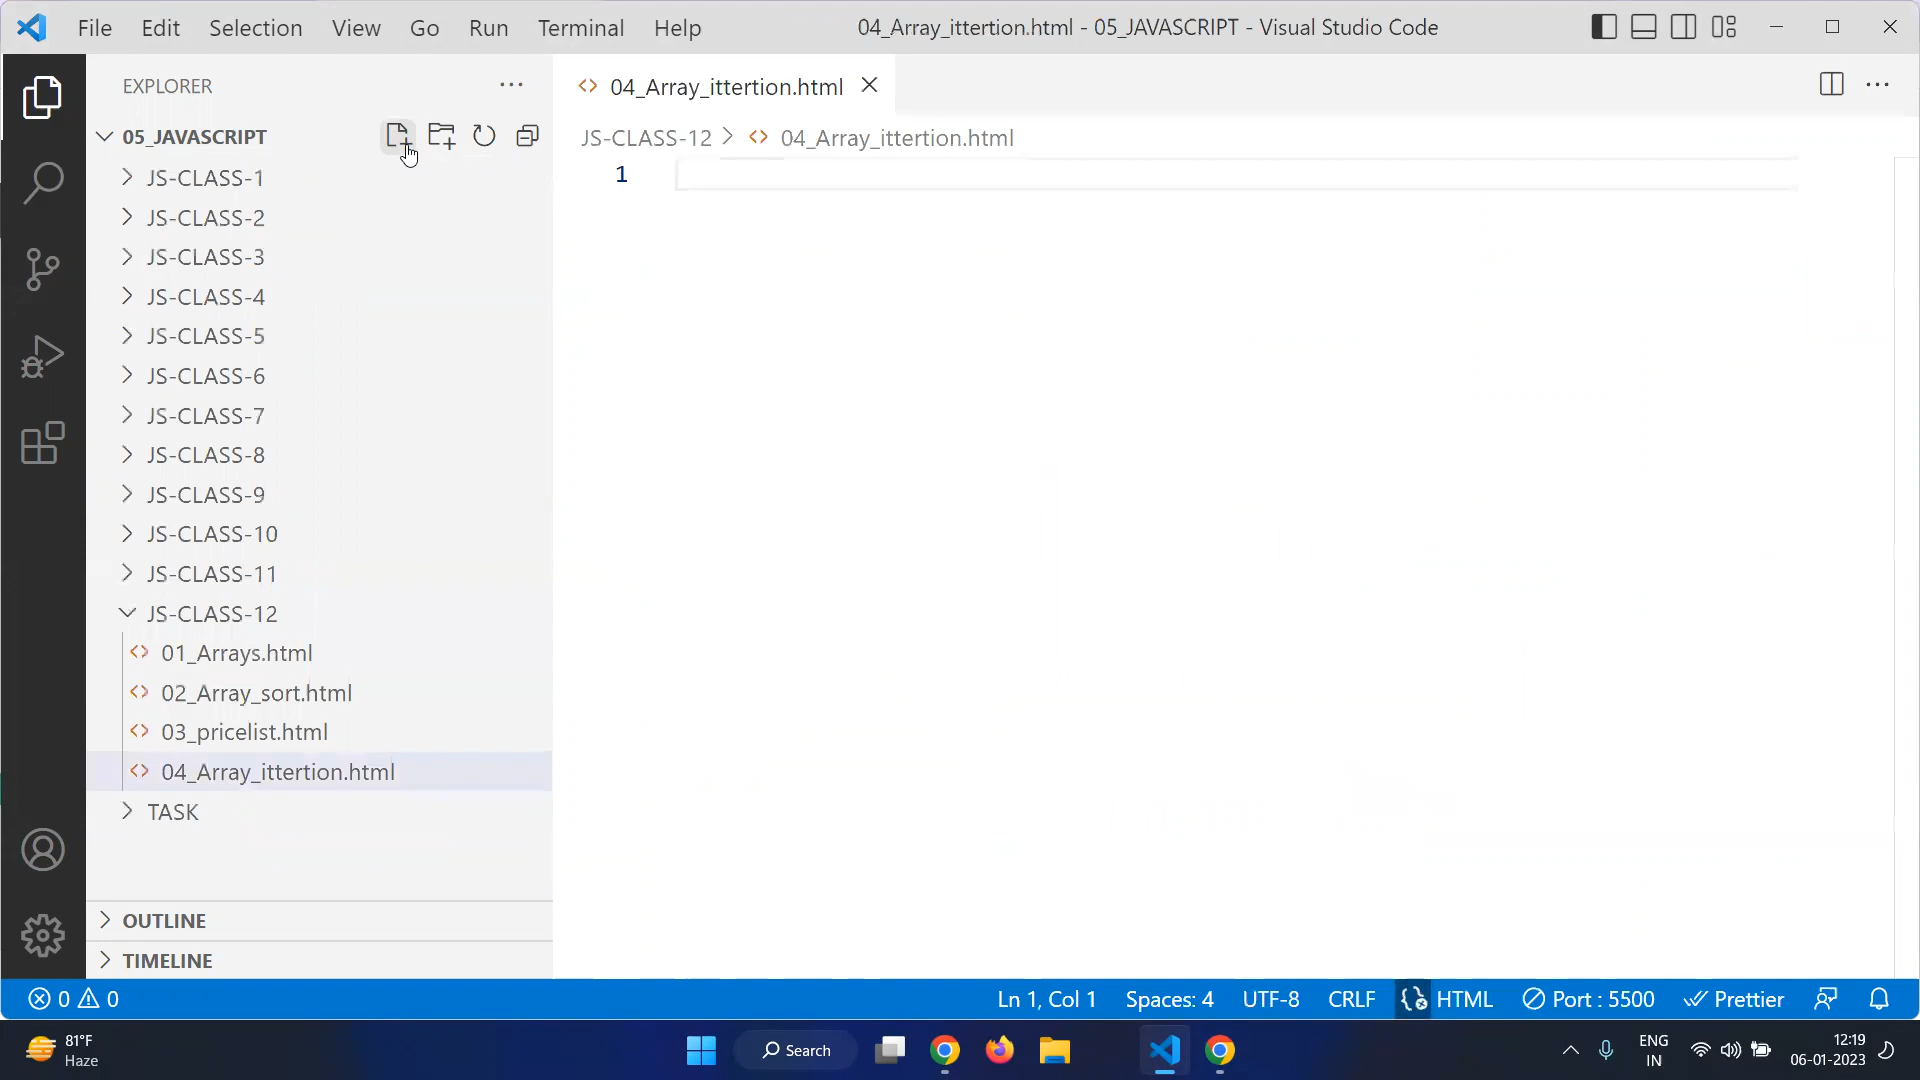 File Edit Selection View Go Run Terminal Help 04_Array_ittertion.html - 05_JAVASCRIPT - Visual Studio Code
EXPLORER
04_Array_ittertion.html
05_JAVASCRIPT
JS-CLASS-12 > 04_Array_ittertion.html
1
JS-CLASS-1
JS-CLASS-2
JS-CLASS-3
JS-CLASS-4
JS-CLASS-5
JS-CLASS-6
JS-CLASS-7
JS-CLASS-8
JS-CLASS-9
JS-CLASS-10
JS-CLASS-11
JS-CLASS-12
01_Arrays.html
02_Array_sort.html
03_pricelist.html
04_Array_ittertion.html
TASK
OUTLINE
TIMELINE
0 0 Ln 1, Col 1 Spaces: 4 UTF-8 CRLF HTML Port : 5500 Prettier
81°F
Haze
Search
ENG
IN
12:19
06-01-2023